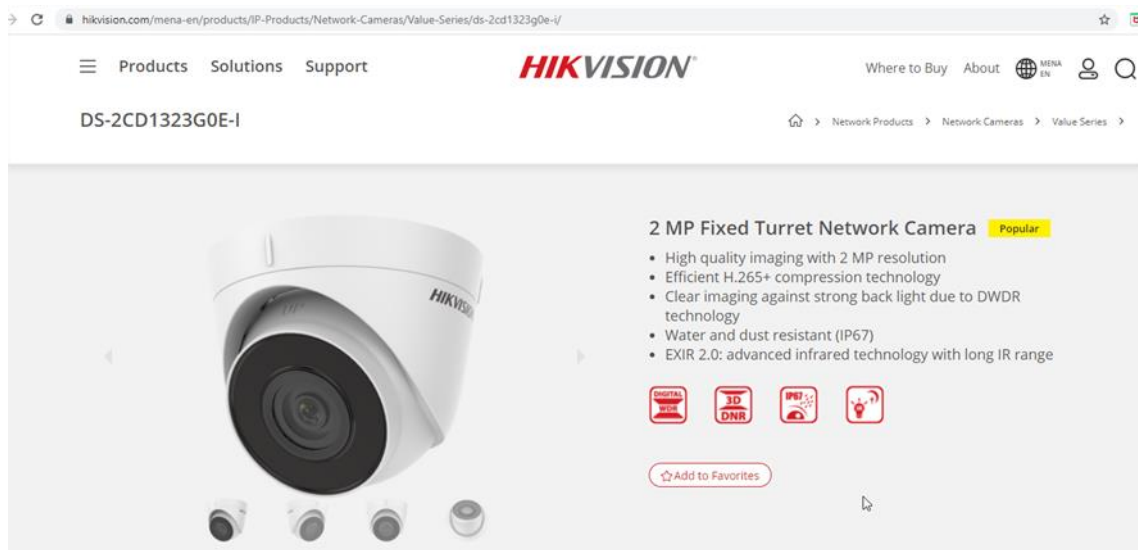 hikvision.com/mena-en/products/IP-Products/Network-Cameras/Value-Series/ds-2cd1323g0e-i/
Products Solutions Support HIKVISION Where to Buy About MENA EN
DS-2CD1323G0E-I
Network Products > Network Cameras > Value Series >
2 MP Fixed Turret Network Camera Popular
• High quality imaging with 2 MP resolution
• Efficient H.265+ compression technology
• Clear imaging against strong back light due to DWDR
technology
• Water and dust resistant (IP67)
• EXIR 2.0: advanced infrared technology with long IR range
HIKVISI
DIGITAL WDR 3D DNR IP67
Add to Favorites